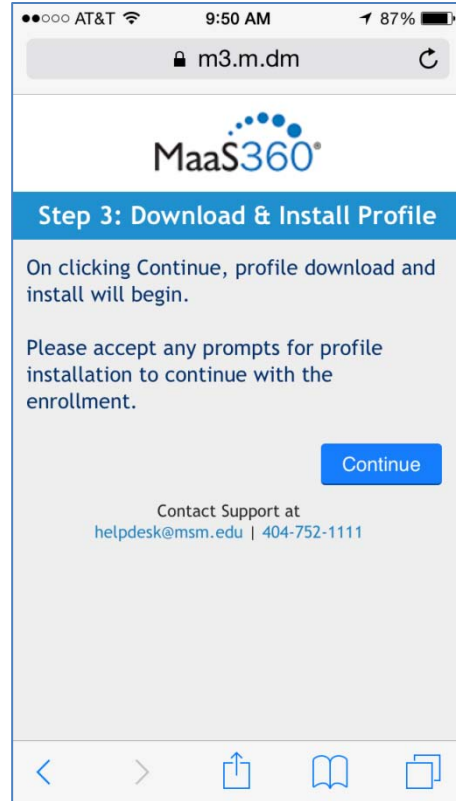 AT&T 9:50 AM 87%
m3.m.dm
MaaS360®
Step 3: Download & Install Profile
On clicking Continue, profile download and
install will begin.
Please accept any prompts for profile
installation to continue with the
enrollment.
Continue
Contact Support at
helpdesk@msm.edu | 404-752-1111